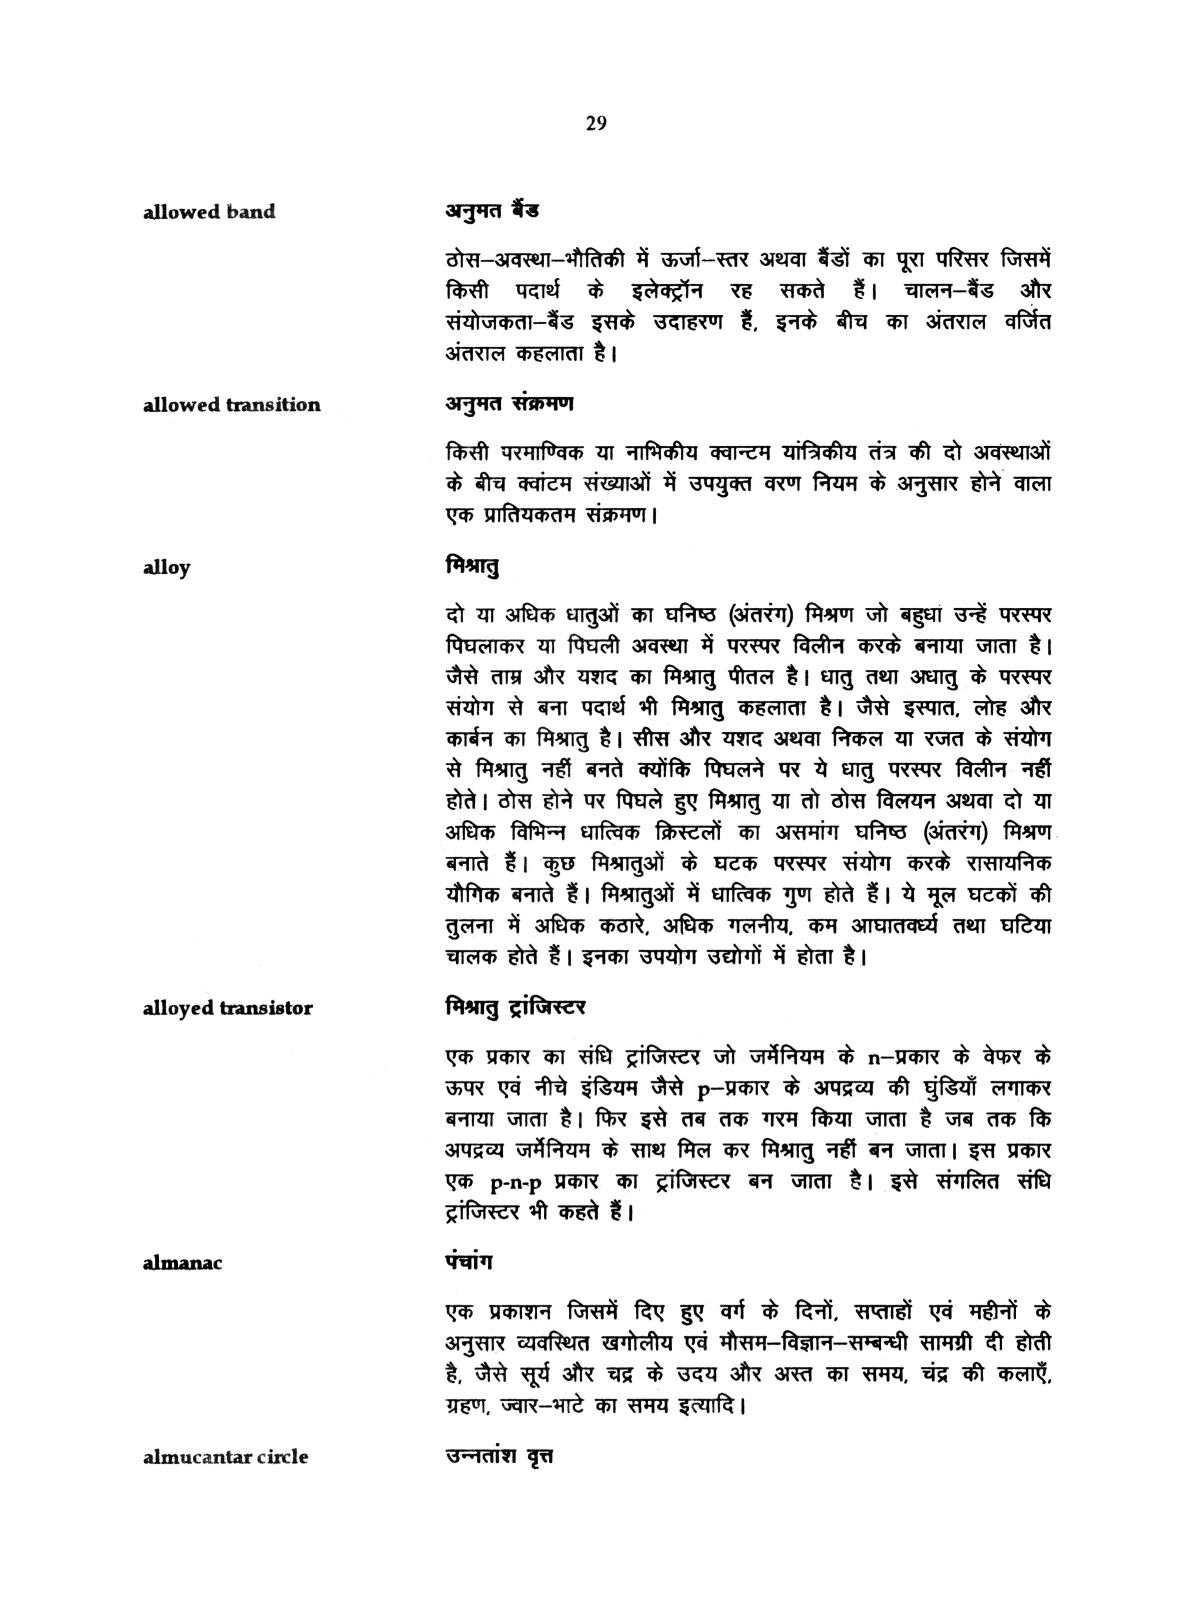 29
allowed band अनुमत बैंड
ठोस–अवस्था–भौतिकी में ऊर्जा–स्तर अथवा बैंडों का पूरा परिसर जिसमें
किसी पदार्थ के इलेक्ट्रॉन रह सकते हैं। चालन–बैंड और
संयोजकता–बैंड इसके उदाहरण हैं, इनके बीच का अंतराल वर्जित
अंतराल कहलाता है।
allowed transition अनुमत संक्रमण
किसी परमाण्विक या नाभिकीय क्वान्टम यांत्रिकीय तंत्र की दो अवस्थाओं
के बीच क्वांटम संख्याओं में उपयुक्त वरण नियम के अनुसार होने वाला
एक प्रातियकतम संक्रमण।
alloy मिश्रातु
दो या अधिक धातुओं का घनिष्ठ (अंतरंग) मिश्रण जो बहुधा उन्हें परस्पर
पिघलाकर या पिघली अवस्था में परस्पर विलीन करके बनाया जाता है।
जैसे ताम्र और यशद का मिश्रातु पीतल है। धातु तथा अधातु के परस्पर
संयोग से बना पदार्थ भी मिश्रातु कहलाता है। जैसे इस्पात, लोह और
कार्बन का मिश्रातु है। सीस और यशद अथवा निकल या रजत के संयोग
से मिश्रातु नहीं बनते क्योंकि पिघलने पर ये धातु परस्पर विलीन नहीं
होते। ठोस होने पर पिघले हुए मिश्रातु या तो ठोस विलयन अथवा दो या
अधिक विभिन्न धात्विक क्रिस्टलों का असमांग घनिष्ठ (अंतरंग) मिश्रण
बनाते हैं। कुछ मिश्रातुओं के घटक परस्पर संयोग करके रासायनिक
यौगिक बनाते हैं। मिश्रातुओं में धात्विक गुण होते हैं। ये मूल घटकों की
तुलना में अधिक कठारे, अधिक गलनीय, कम आघातवर्ध्य तथा घटिया
चालक होते हैं। इनका उपयोग उद्योगों में होता है।
alloyed transistor मिश्रातु ट्रांजिस्टर
एक प्रकार का संधि ट्रांजिस्टर जो जर्मेनियम के n–प्रकार के वेफर के
ऊपर एवं नीचे इंडियम जैसे p–प्रकार के अपद्रव्य की घुंडियाँ लगाकर
बनाया जाता है। फिर इसे तब तक गरम किया जाता है जब तक कि
अपद्रव्य जर्मेनियम के साथ मिल कर मिश्रातु नहीं बन जाता। इस प्रकार
एक p-n-p प्रकार का ट्रांजिस्टर बन जाता है। इसे संगलित संधि
ट्रांजिस्टर भी कहते हैं।
almanac पंचांग
एक प्रकाशन जिसमें दिए हुए वर्ग के दिनों, सप्ताहों एवं महीनों के
अनुसार व्यवस्थित खगोलीय एवं मौसम–विज्ञान–सम्बन्धी सामग्री दी होती
है, जैसे सूर्य और चद्र के उदय और अस्त का समय, चंद्र की कलाएँ,
ग्रहण, ज्वार–भाटे का समय इत्यादि।
almucantar circle उन्नतांश वृत्त